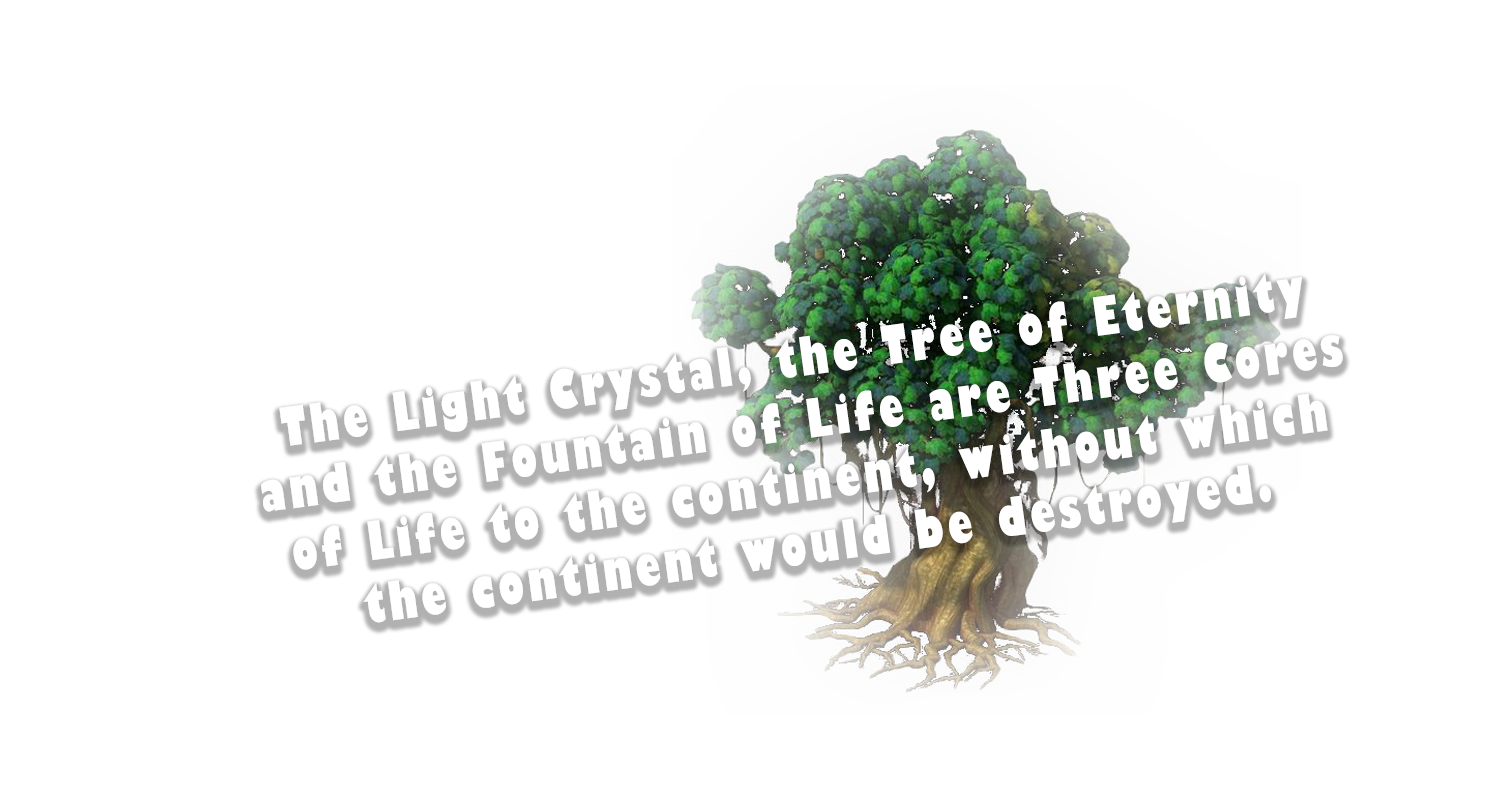 The Light Crystal, the Tree of Eternity
and the Fountain of Life are Three Cores
of Life to the continent, without which
the continent would be destroyed.